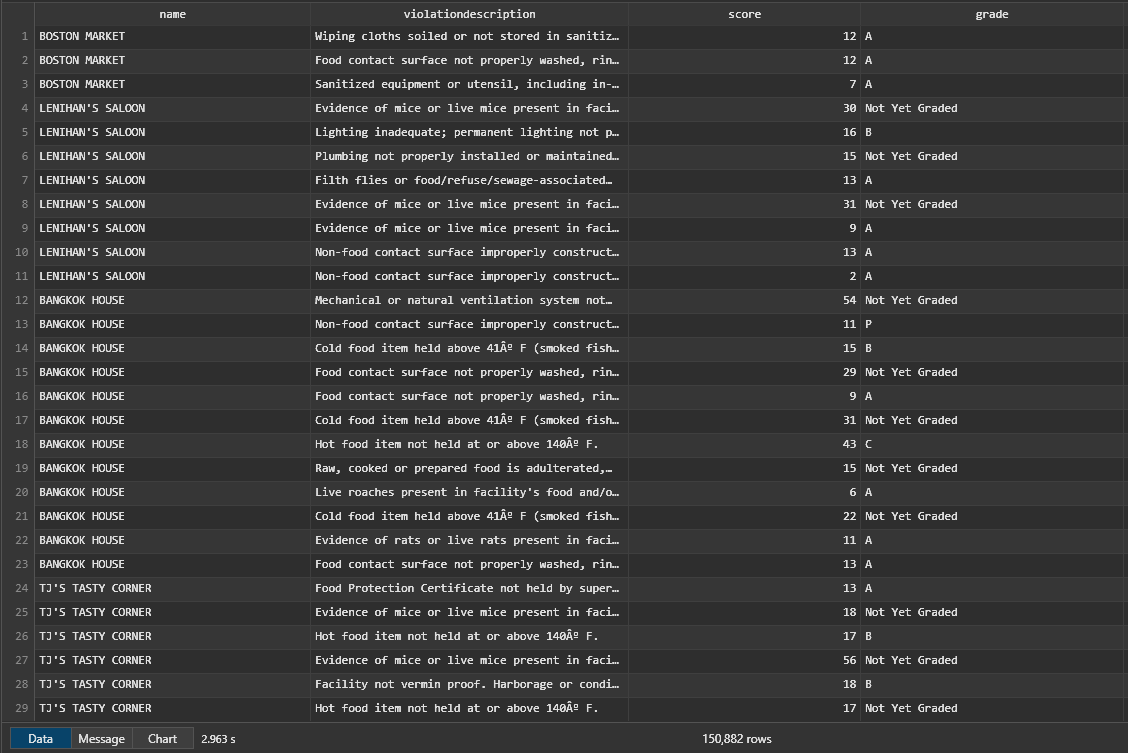 name violationdescription score grade
1 BOSTON MARKET Wiping cloths soiled or not stored in sanitiz… 12 A
2 BOSTON MARKET Food contact surface not properly washed, rin… 12 A
3 BOSTON MARKET Sanitized equipment or utensil, including in-… 7 A
4 LENIHAN'S SALOON Evidence of mice or live mice present in faci… 30 Not Yet Graded
5 LENIHAN'S SALOON Lighting inadequate; permanent lighting not p… 16 B
6 LENIHAN'S SALOON Plumbing not properly installed or maintained… 15 Not Yet Graded
7 LENIHAN'S SALOON Filth flies or food/refuse/sewage-associated… 13 A
8 LENIHAN'S SALOON Evidence of mice or live mice present in faci… 31 Not Yet Graded
9 LENIHAN'S SALOON Evidence of mice or live mice present in faci… 9 A
10 LENIHAN'S SALOON Non-food contact surface improperly construct… 13 A
11 LENIHAN'S SALOON Non-food contact surface improperly construct… 2 A
12 BANGKOK HOUSE Mechanical or natural ventilation system not… 54 Not Yet Graded
13 BANGKOK HOUSE Non-food contact surface improperly construct… 11 P
14 BANGKOK HOUSE Cold food item held above 41Âº F (smoked fish… 15 B
15 BANGKOK HOUSE Food contact surface not properly washed, rin… 29 Not Yet Graded
16 BANGKOK HOUSE Food contact surface not properly washed, rin… 9 A
17 BANGKOK HOUSE Cold food item held above 41Âº F (smoked fish… 31 Not Yet Graded
18 BANGKOK HOUSE Hot food item not held at or above 140Âº F. 43 C
19 BANGKOK HOUSE Raw, cooked or prepared food is adulterated,… 15 Not Yet Graded
20 BANGKOK HOUSE Live roaches present in facility's food and/o… 6 A
21 BANGKOK HOUSE Cold food item held above 41Âº F (smoked fish… 22 Not Yet Graded
22 BANGKOK HOUSE Evidence of rats or live rats present in faci… 11 A
23 BANGKOK HOUSE Food contact surface not properly washed, rin… 13 A
24 TJ'S TASTY CORNER Food Protection Certificate not held by super… 13 A
25 TJ'S TASTY CORNER Evidence of mice or live mice present in faci… 18 Not Yet Graded
26 TJ'S TASTY CORNER Hot food item not held at or above 140Âº F. 17 B
27 TJ'S TASTY CORNER Evidence of mice or live mice present in faci… 56 Not Yet Graded
28 TJ'S TASTY CORNER Facility not vermin proof. Harborage or condi… 18 B
29 TJ'S TASTY CORNER Hot food item not held at or above 140Âº F. 17 Not Yet Graded
Data Message Chart 2.963 s 150,882 rows